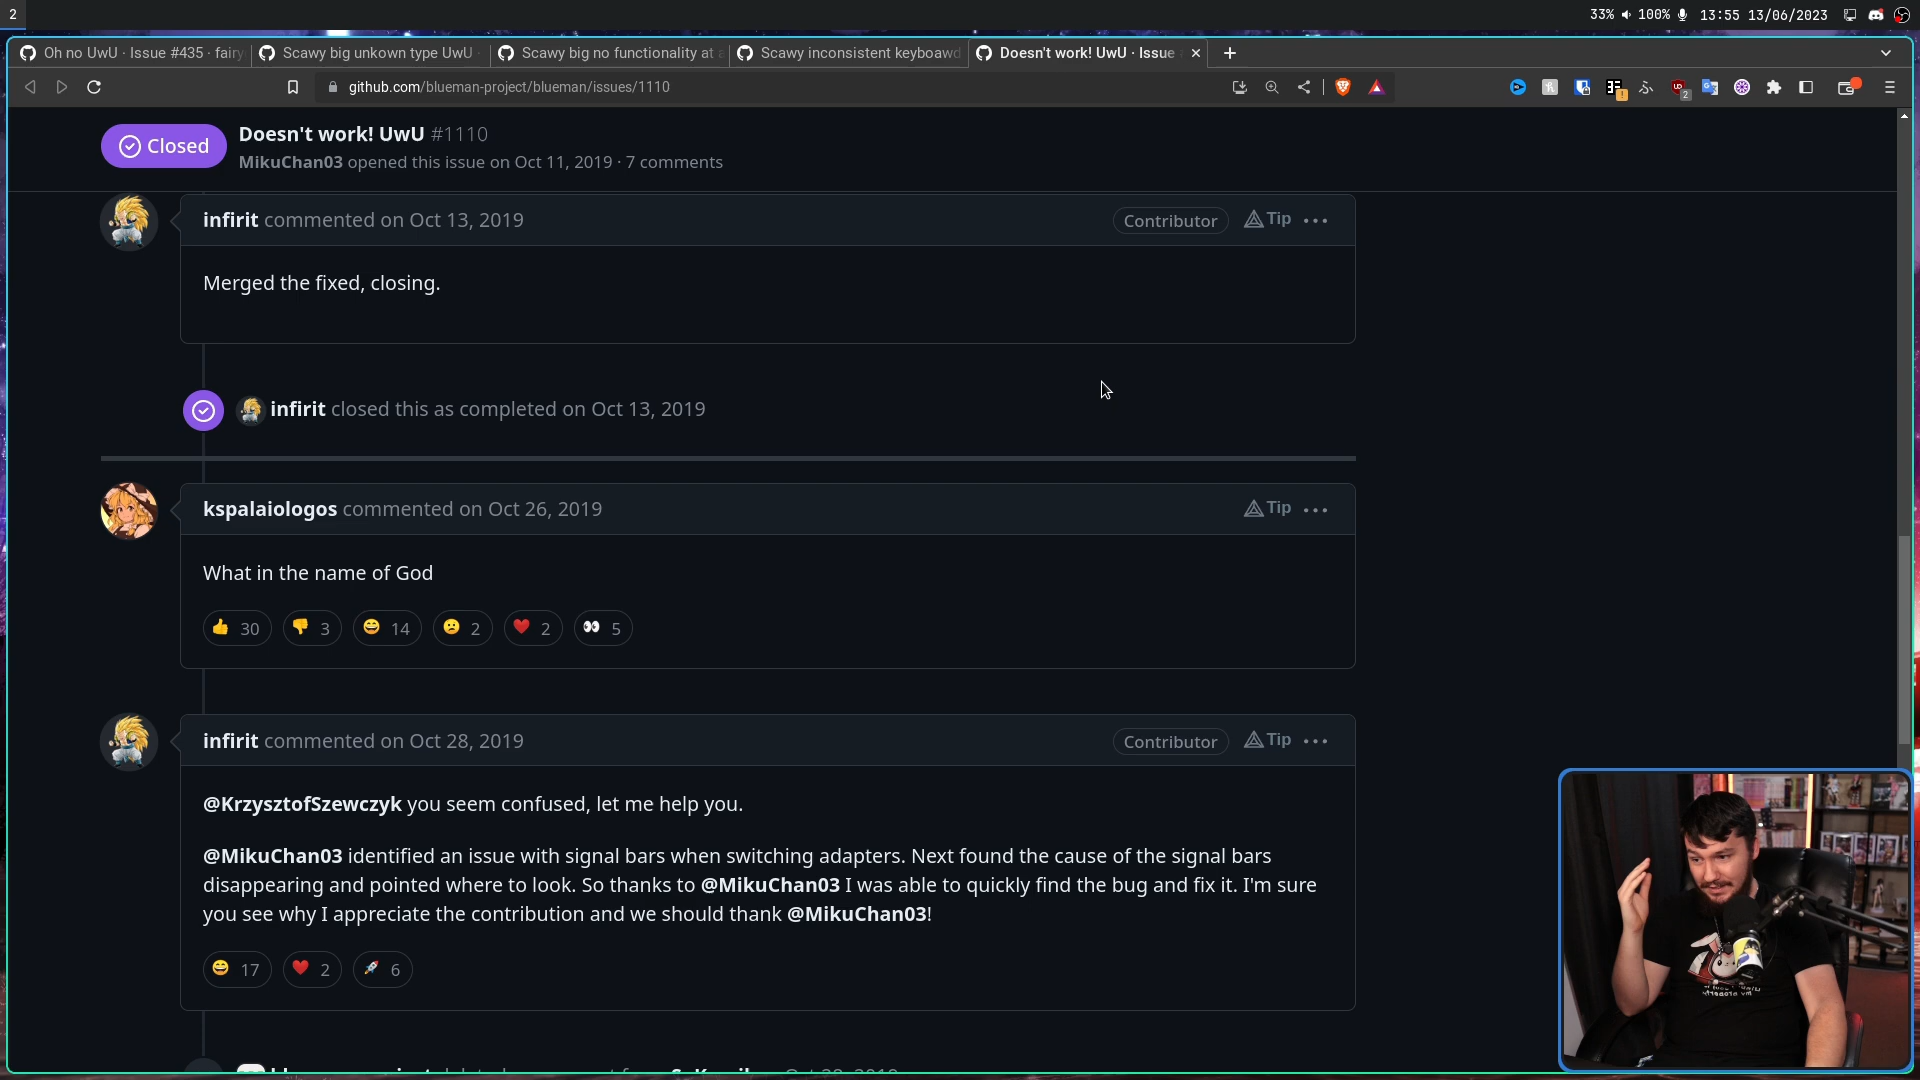 2
33% 100% 13:55 13/06/2023
Oh no UwU · Issue #435 · fairy
Scawy big unkown type UwU ·
Scawy big no functionality at a
Scawy inconsistent keyboawd
Doesn't work! UwU · Issue
github.com/blueman-project/blueman/issues/1110
2
Closed
Doesn't work! UwU #1110
MikuChan03 opened this issue on Oct 11, 2019 · 7 comments
infirit commented on Oct 13, 2019
Contributor
Tip
Merged the fixed, closing.
infirit closed this as completed on Oct 13, 2019
kspalaiologos commented on Oct 26, 2019
Tip
What in the name of God
30 3 14 2 2 5
infirit commented on Oct 28, 2019
Contributor
Tip
@KrzysztofSzewczyk you seem confused, let me help you.
@MikuChan03 identified an issue with signal bars when switching adapters. Next found the cause of the signal bars
disappearing and pointed where to look. So thanks to @MikuChan03 I was able to quickly find the bug and fix it. I'm sure
you see why I appreciate the contribution and we should thank @MikuChan03!
17 2 6